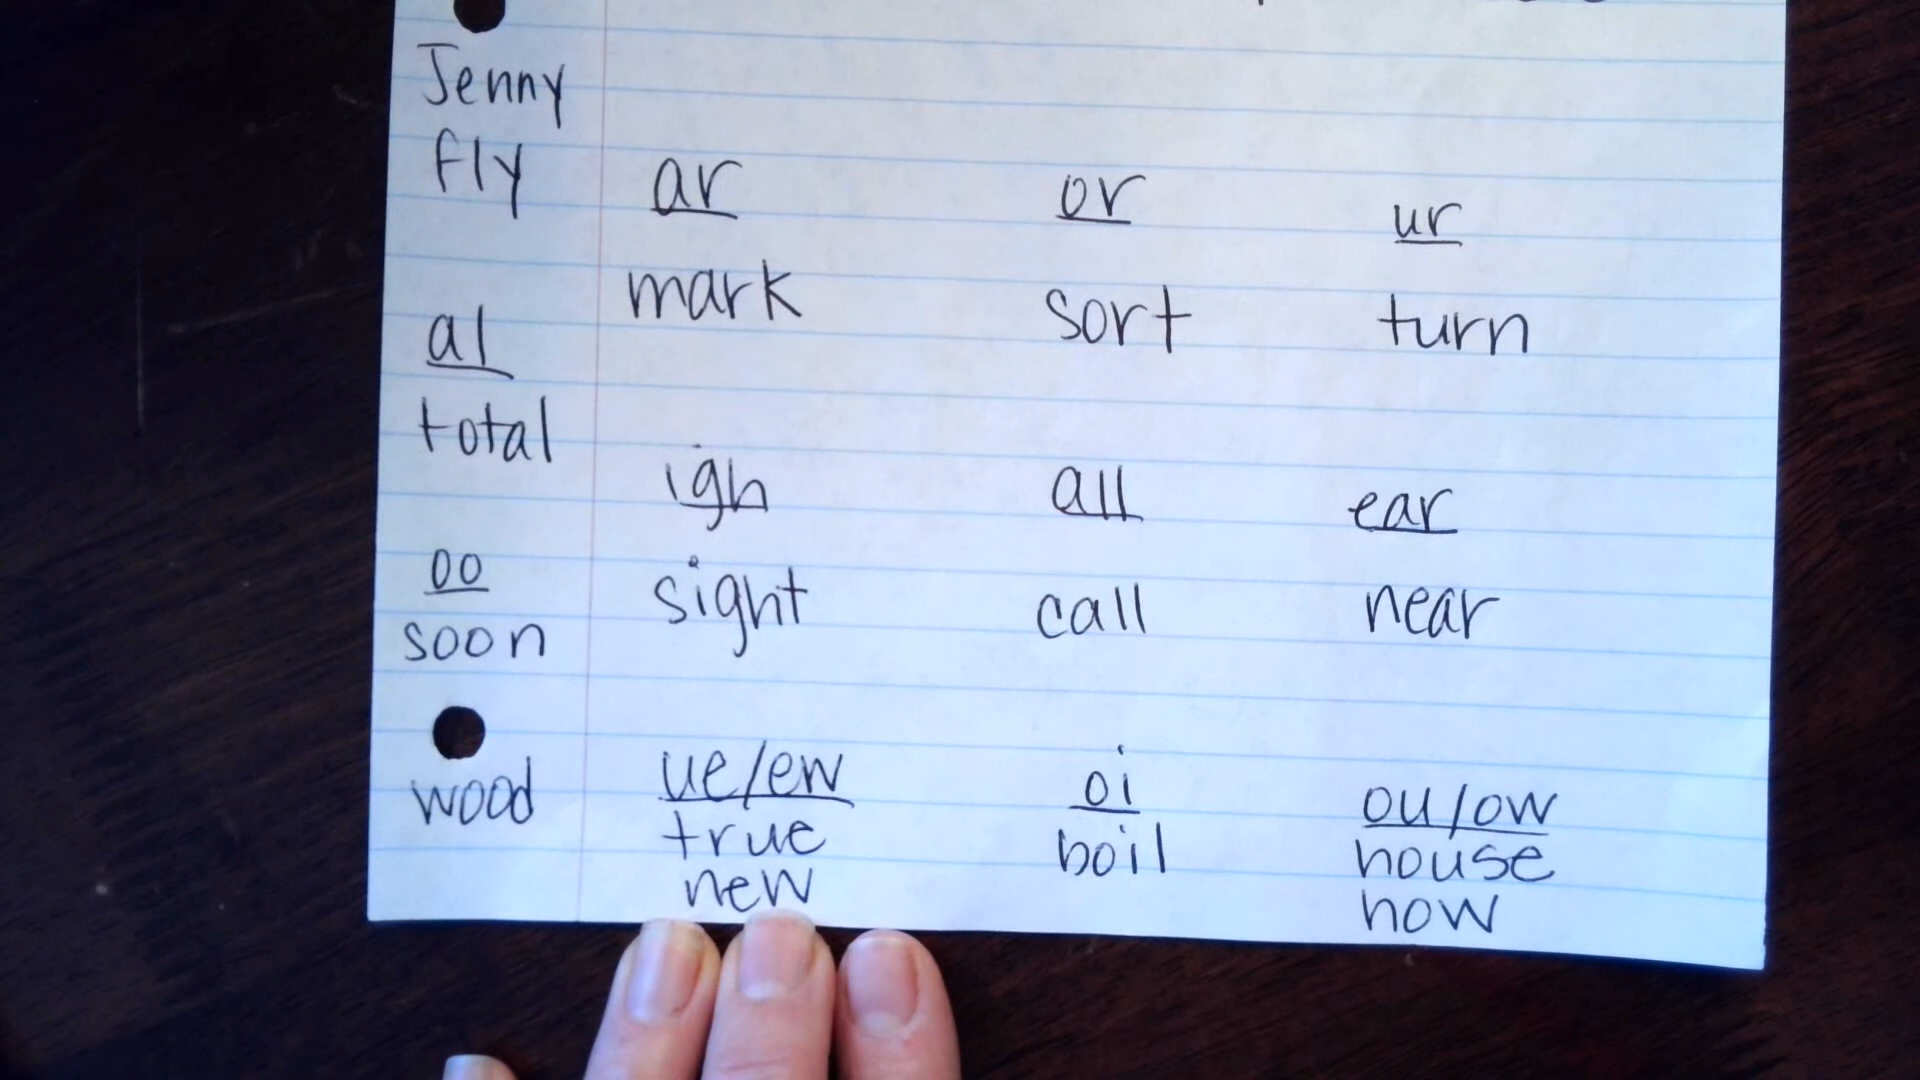 Jenny
fly
ar or ur
mark sort turn
al
total
igh all ear
sight call near
oo
soon
wood
ue/ew oi ou/ow
true boil house
new how